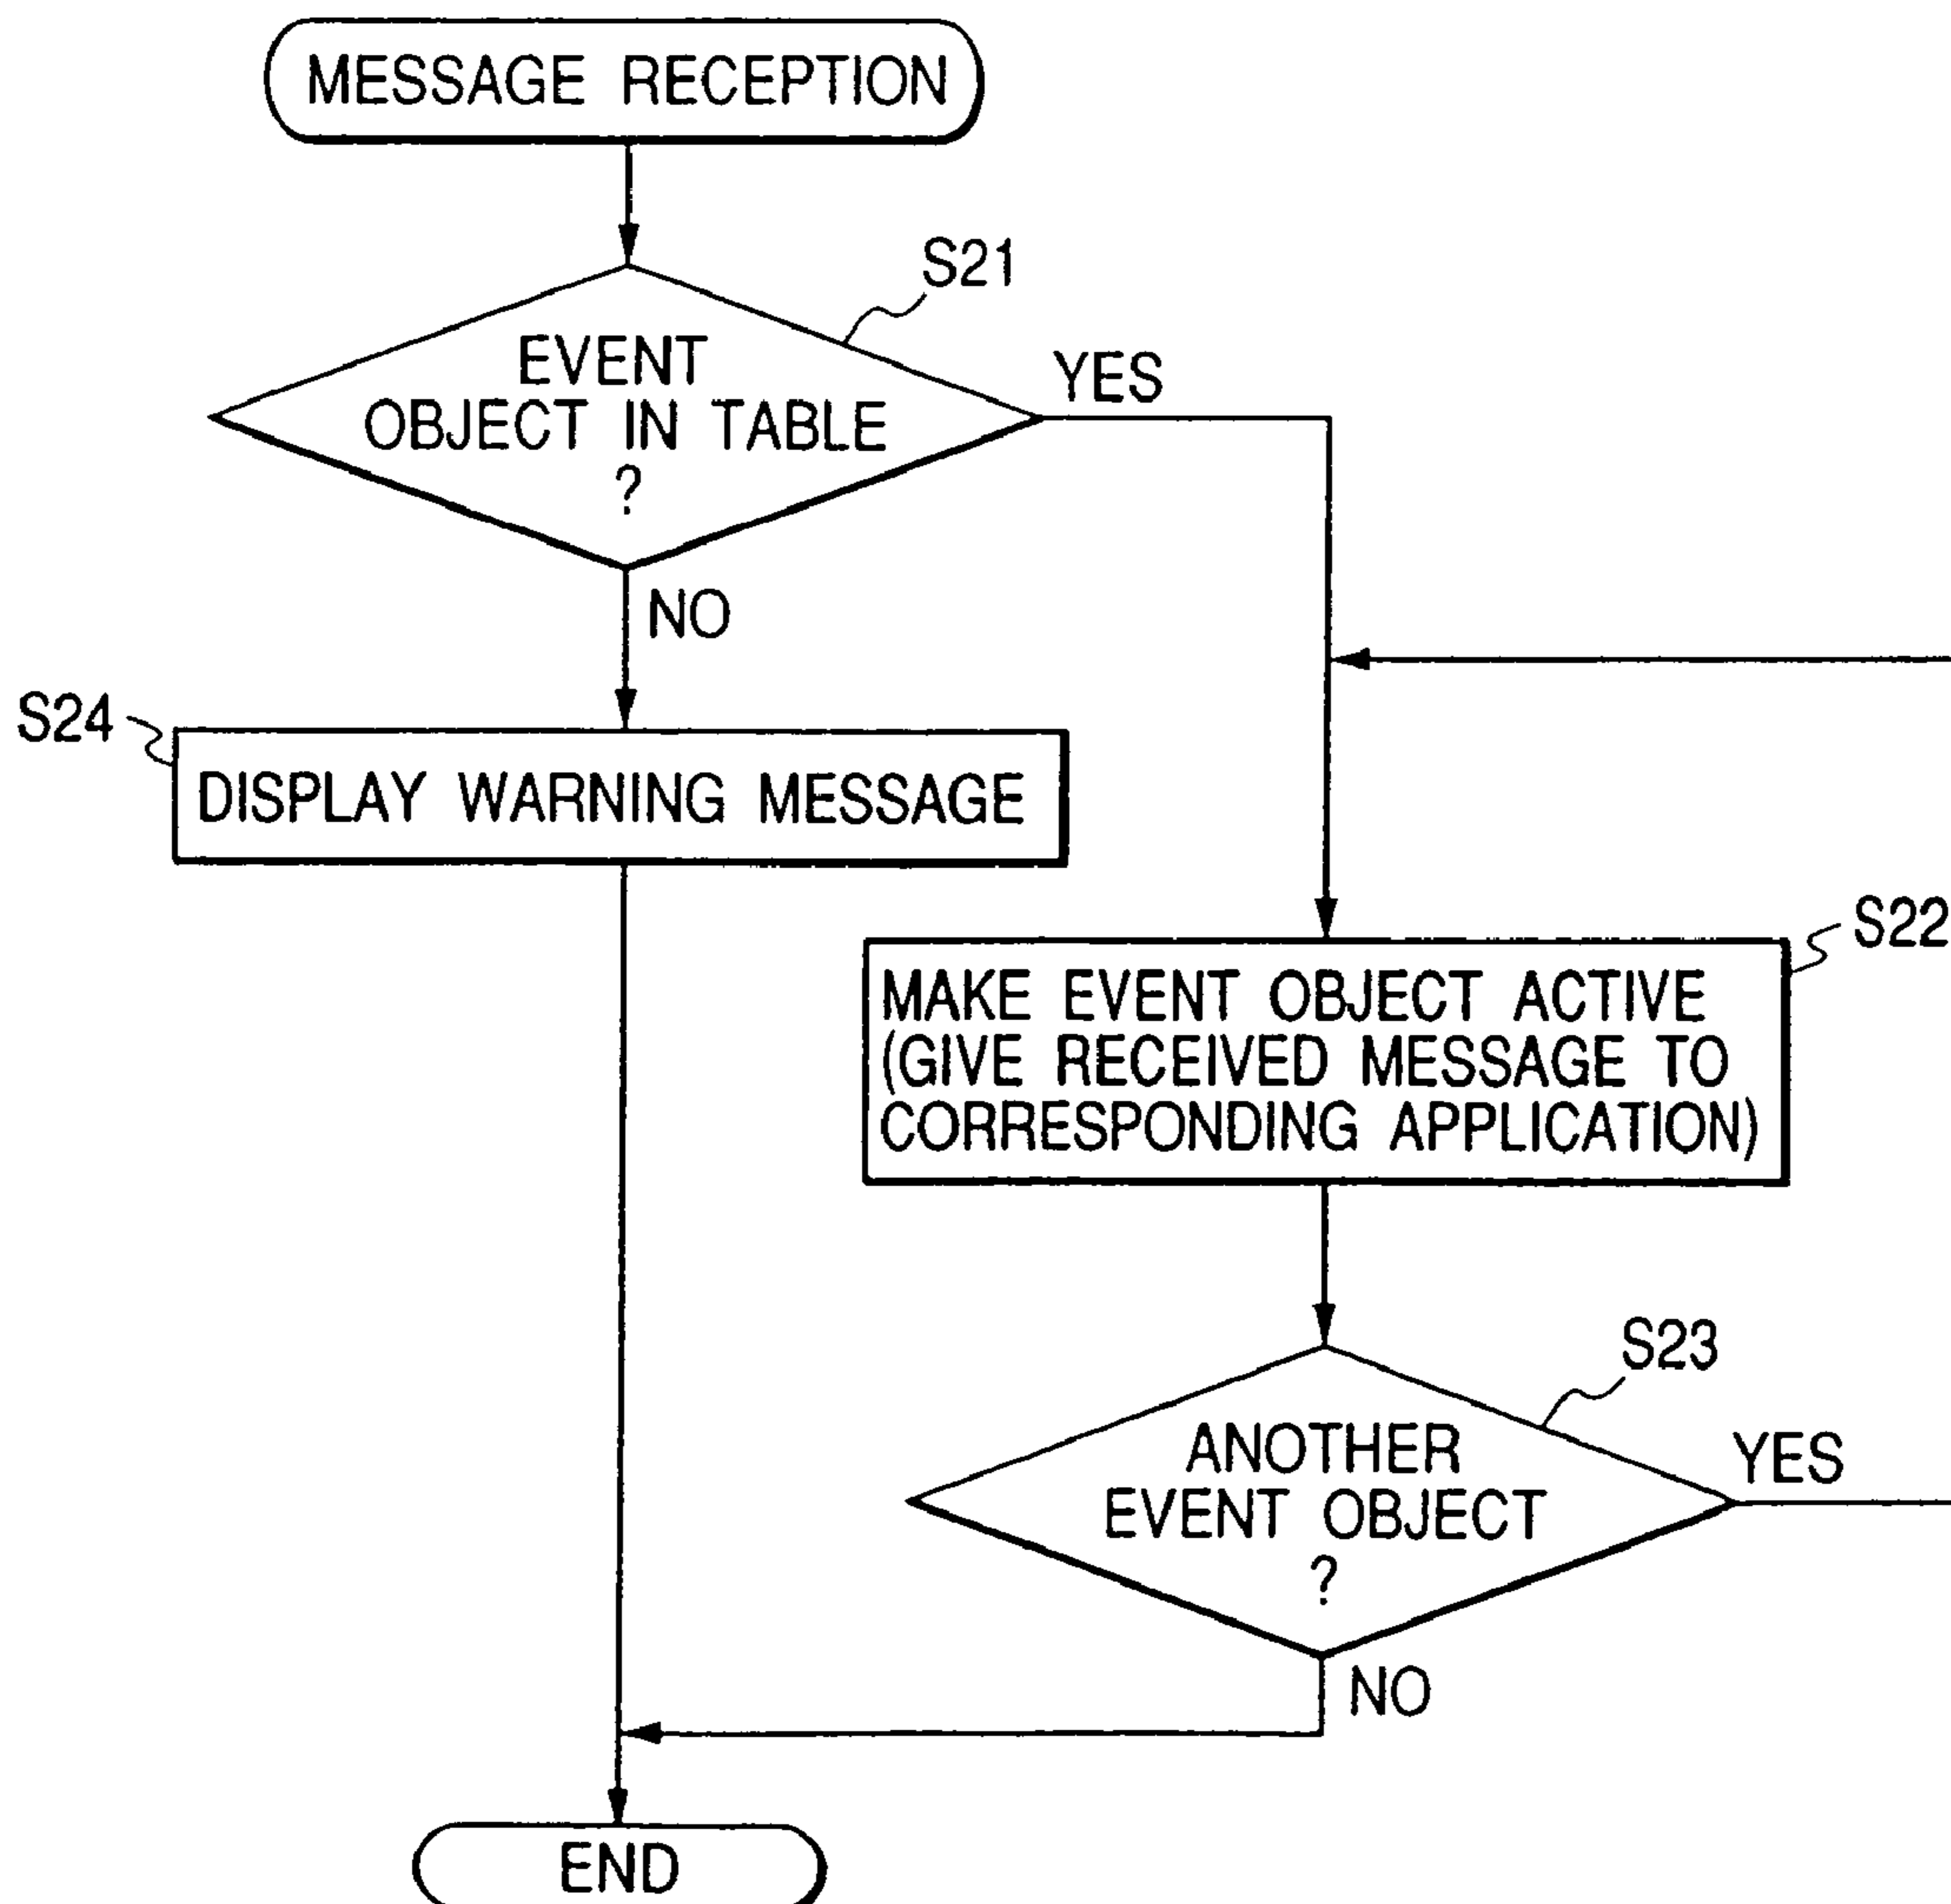 MESSAGE RECEPTION
S21
EVENT
OBJECT IN TABLE
?
YES
NO
S24
DISPLAY WARNING MESSAGE
S22
MAKE EVENT OBJECT ACTIVE
(GIVE RECEIVED MESSAGE TO
CORRESPONDING APPLICATION)
S23
ANOTHER
EVENT OBJECT
?
YES
NO
END